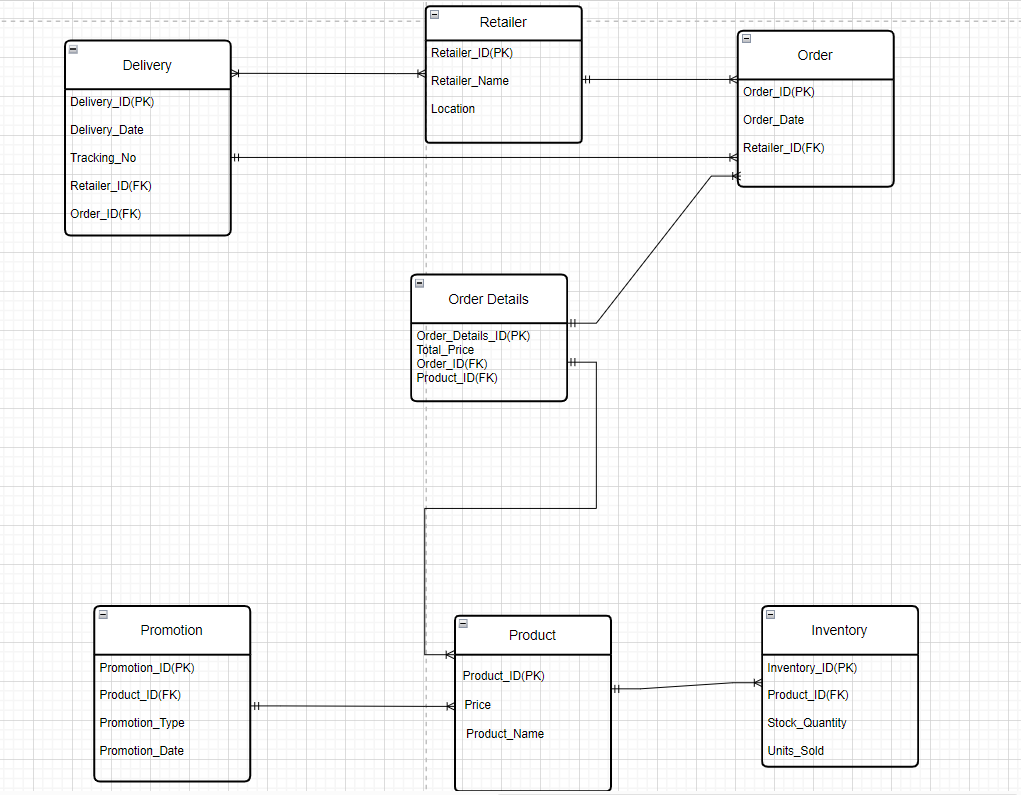 Delivery
Delivery_ID(PK)
Delivery_Date
Tracking_No
Retailer_ID(FK)
Order_ID(FK)
Retailer
Retailer_ID(PK)
Retailer_Name
Location
Order
Order_ID(PK)
Order_Date
Retailer_ID(FK)
Order Details
Order_Details_ID(PK)
Total_Price
Order_ID(FK)
Product_ID(FK)
Promotion
Promotion_ID(PK)
Product_ID(FK)
Promotion_Type
Promotion_Date
Product
Product_ID(PK)
Price
Product_Name
Inventory
Inventory_ID(PK)
Product_ID(FK)
Stock_Quantity
Units_Sold